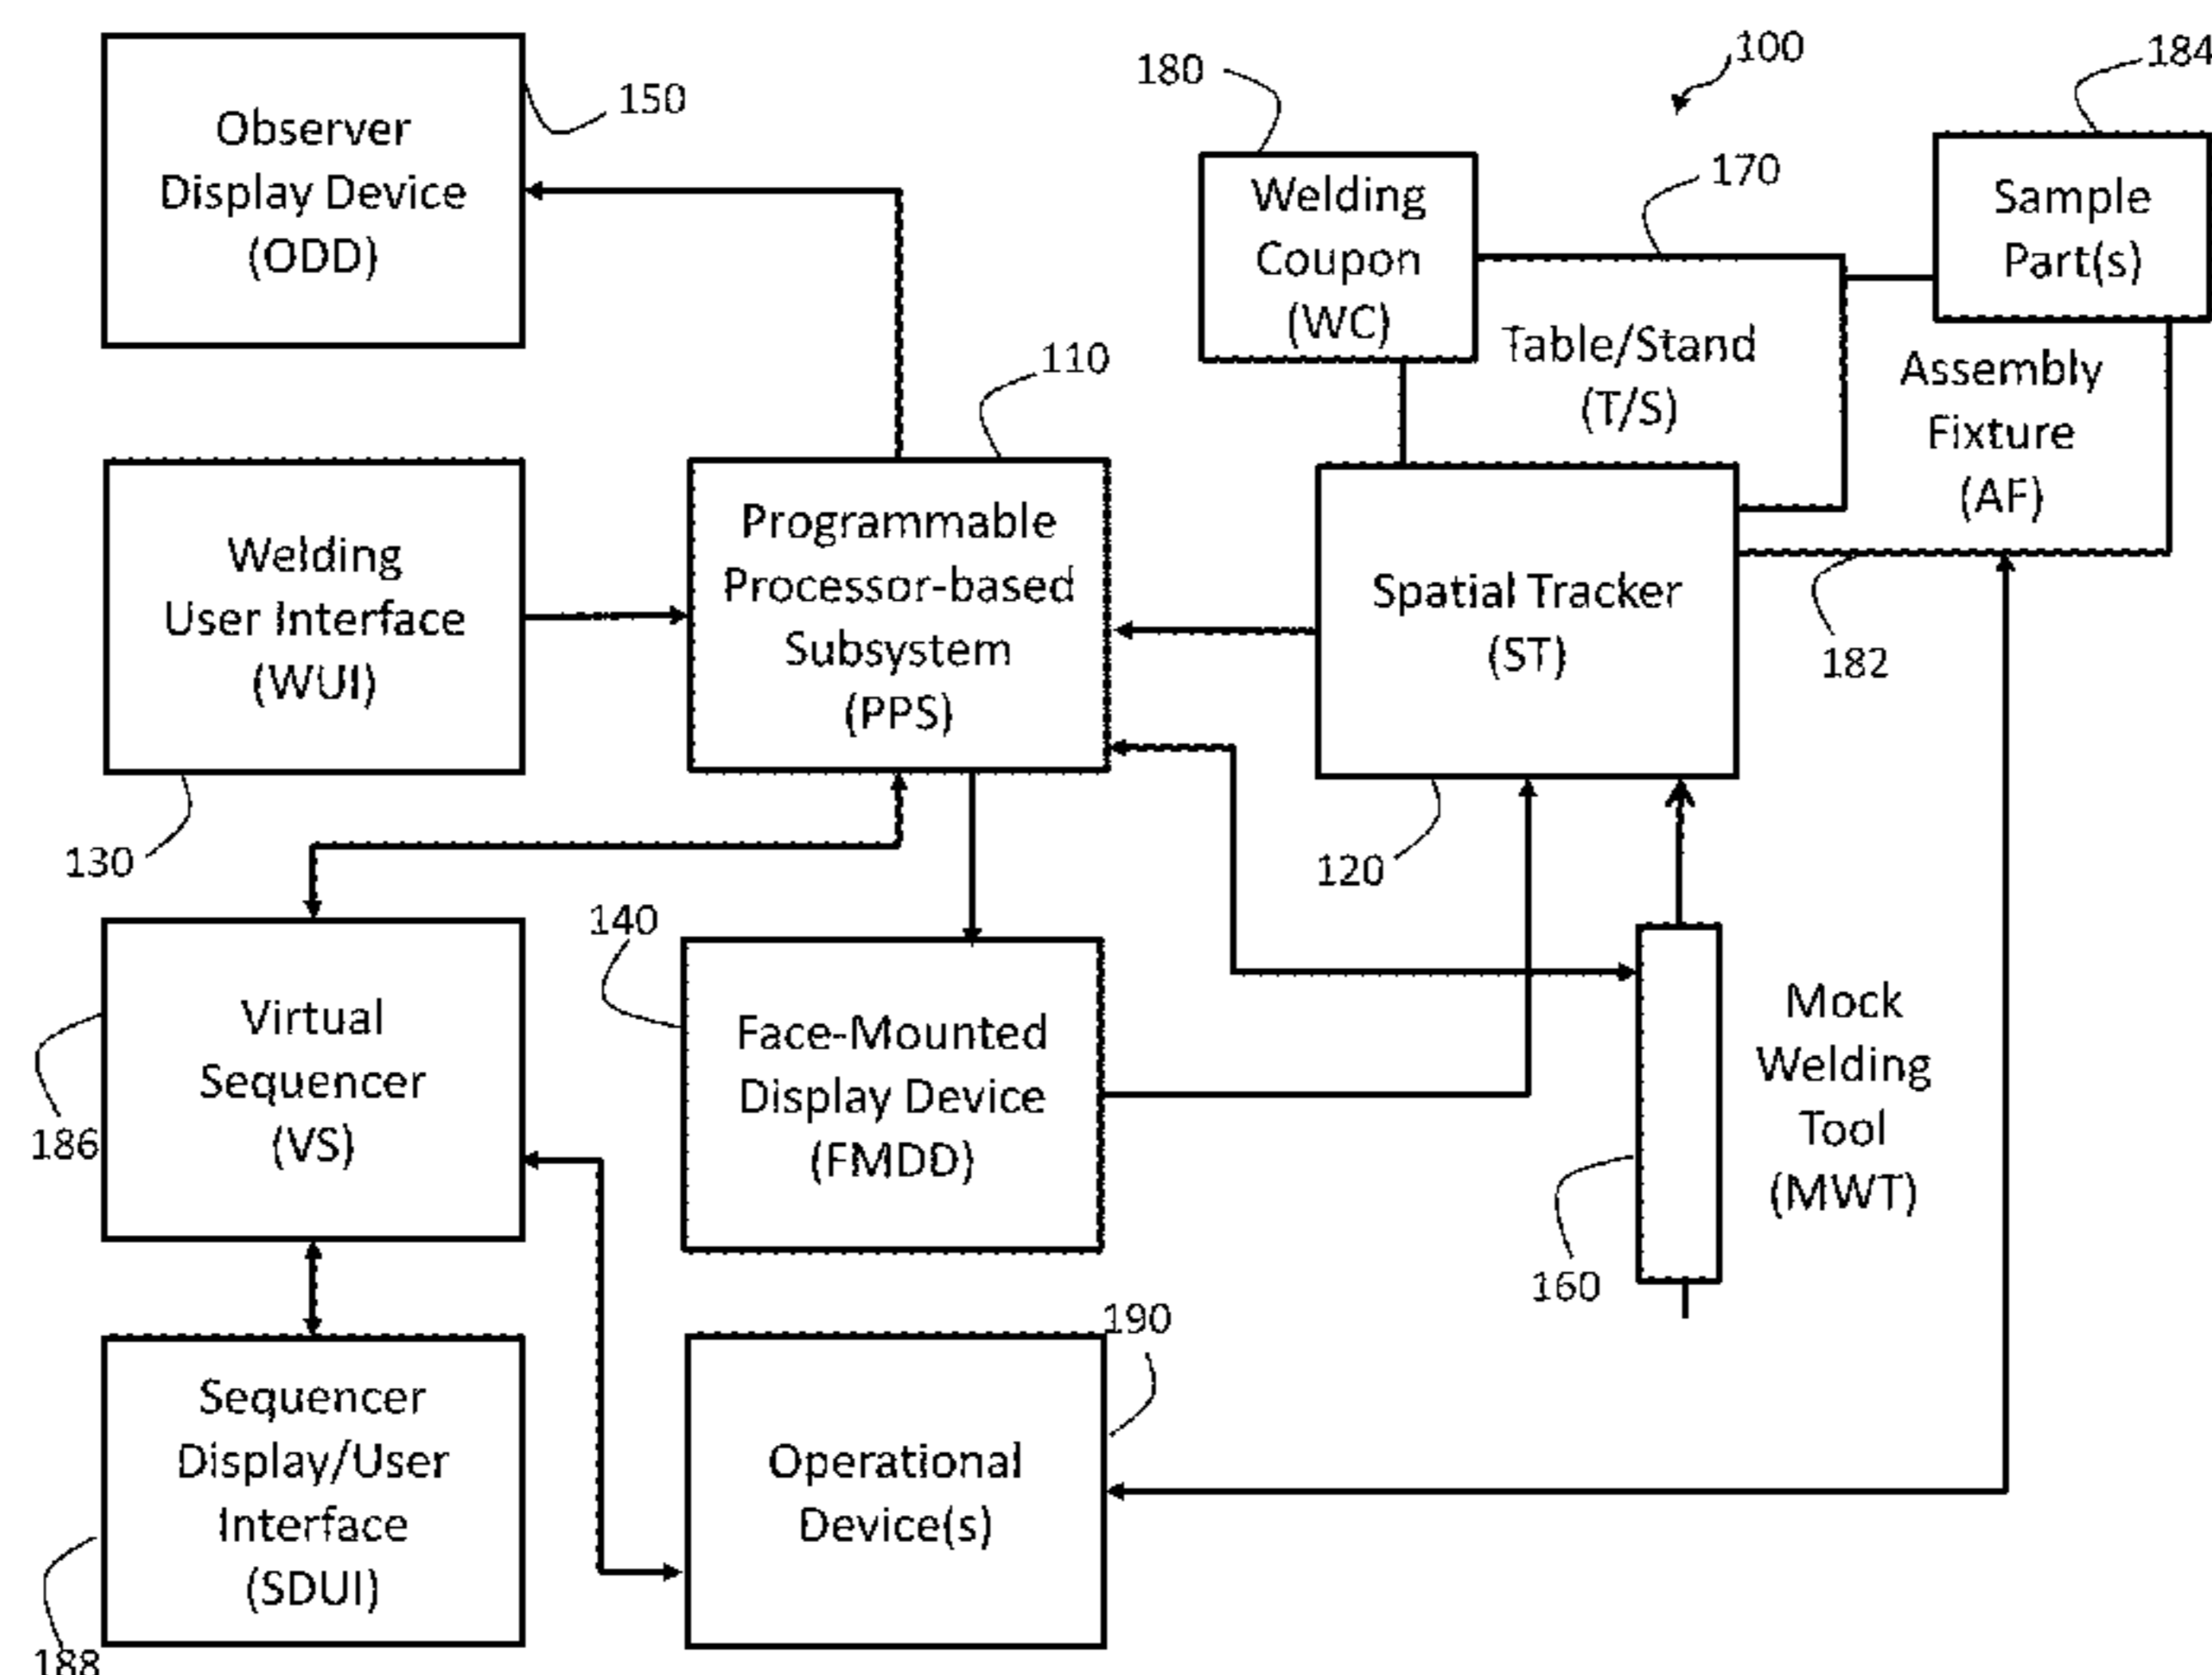 100
184
180
150
170
Observer
Display Device
(ODD)
Welding
Coupon
(WC)
Sample
Part(s)
Table/Stand
(T/S)
Assembly
Fixture
(AF)
110
Welding
User Interface
(WUI)
Programmable
Processor-based
Subsystem
(PPS)
Spatial Tracker
(ST)
182
130
120
140
Virtual
Sequencer
(VS)
186
Face-Mounted
Display Device
(FMDD)
Mock
Welding
Tool
(MWT)
160
190
Sequencer
Display/User
Interface
(SDUI)
Operational
Device(s)
188